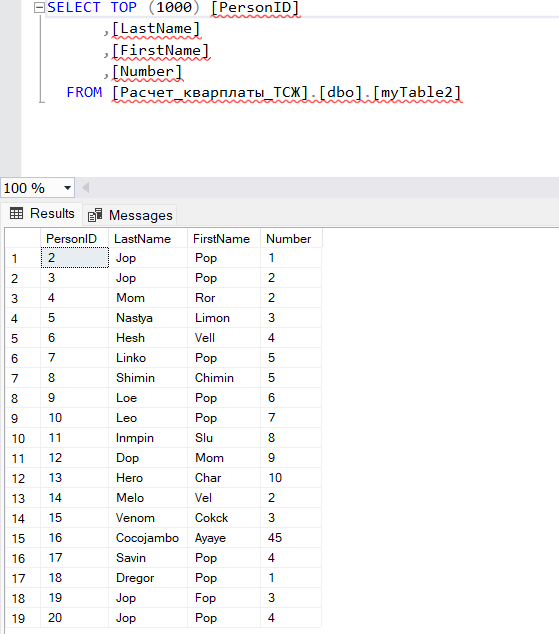 SELECT TOP (1000) [PersonID]
,[LastName]
,[FirstName]
,[Number]
FROM [Расчет_кварплаты_ТСЖ].[dbo].[myTable2]
100 %
Results Messages
PersonID LastName FirstName Number
1 2 Jop Pop 1
2 3 Jop Pop 2
3 4 Mom Ror 2
4 5 Nastya Limon 3
5 6 Hesh Vell 4
6 7 Linko Pop 5
7 8 Shimin Chimin 5
8 9 Loe Pop 6
9 10 Leo Pop 7
10 11 Inmpin Slu 8
11 12 Dop Mom 9
12 13 Hero Char 10
13 14 Melo Vel 2
14 15 Venom Cokck 3
15 16 Cocojambo Ayaye 45
16 17 Savin Pop 4
17 18 Dregor Pop 1
18 19 Jop Fop 3
19 20 Jop Pop 4